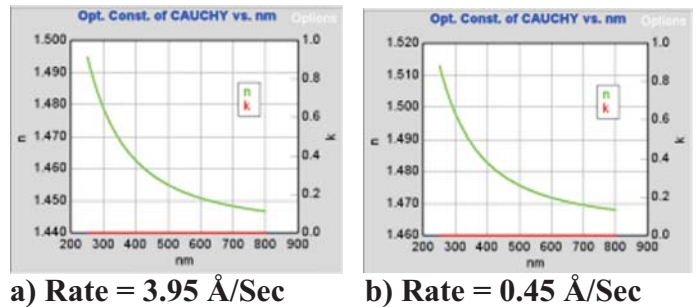 Opt. Const. of CAUCHY vs. nm Options
1.500
1.490
1.480
1.470
1.460
1.450
1.440
n
1.0
0.8
0.6
0.4
0.2
0.0
k
n
k
200 300 400 500 600 700 800 900
nm
a) Rate = 3.95 Å/Sec
Opt. Const. of CAUCHY vs. nm Options
1.520
1.510
1.500
1.490
1.480
1.470
1.460
n
1.0
0.8
0.6
0.4
0.2
0.0
k
n
k
200 300 400 500 600 700 800 900
nm
b) Rate = 0.45 Å/Sec